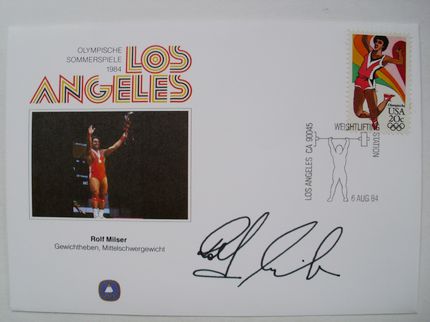 OLYMPISCHE
SOMMERSPIELE
1984
LOS
ANGELES
Rolf Milser
Gewichtheben, Mittelschwergewicht
Olympics 84
USA
20c
WEIGHTLIFTING
STATION
LOS ANGELES CA 90045
6 AUG 84